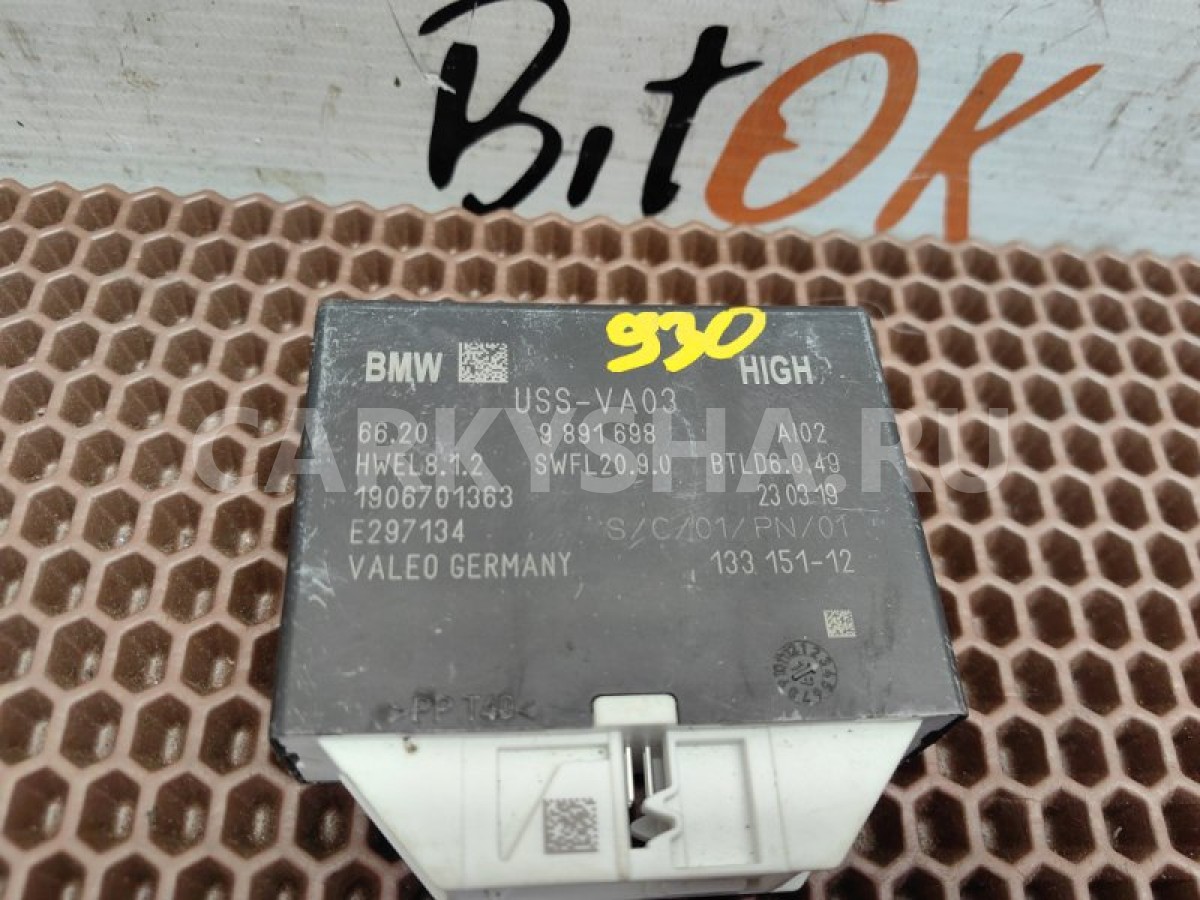 BitOK
930
BMW HIGH
USS-VA03
66.20 9 891 698 AI02
HWEL8.1.2 SWFL20.9.0 BTLD6.0.49
1906701363 23 03 19
E297134 S/C/01/PN/01
VALEO GERMANY 133 151-12
>PP T40<
CARKYSHA.RU